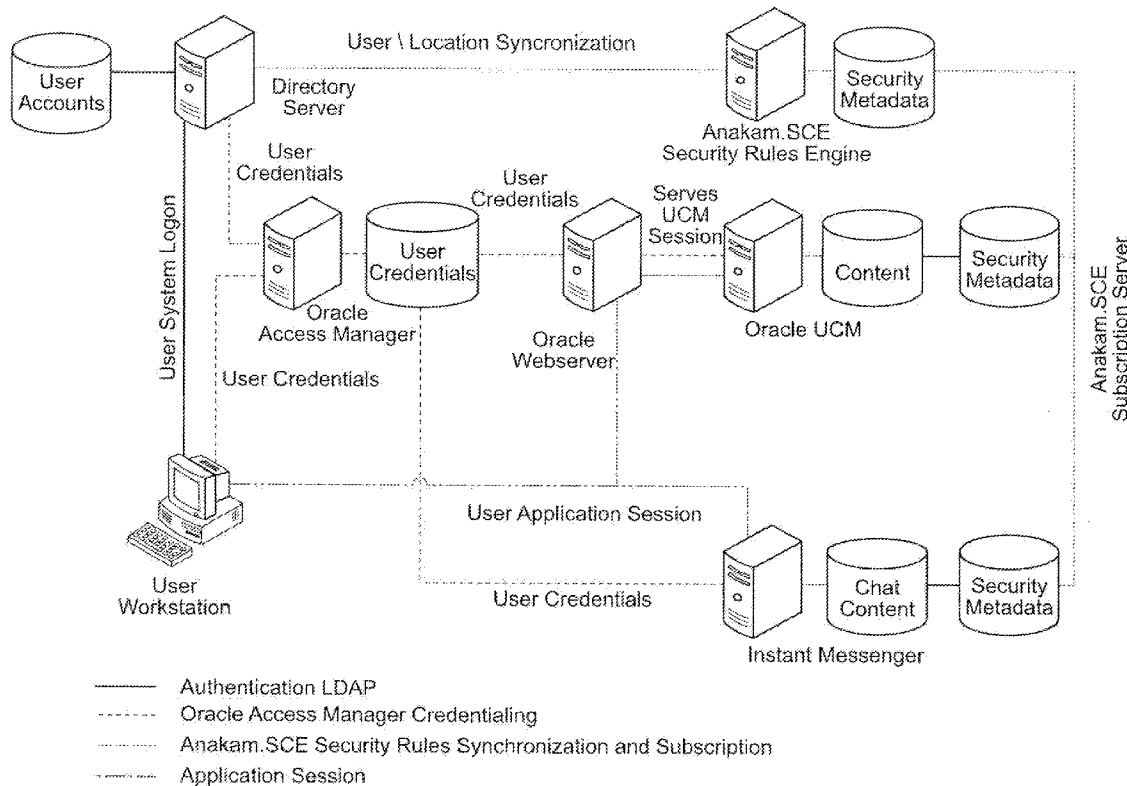 User \ Location Syncronization
User
Accounts
Directory
Server
Security
Metadata
Anakam.SCE
Security Rules Engine
User
Credentials
User
Credentials
Serves
UCM
Session
User System Logon
User
Credentials
Content
Security
Metadata
Oracle
Access Manager
Oracle
Webserver
Oracle UCM
Anakam.SCE
Subscription Server
User Credentials
User Application Session
User
Workstation
User Credentials
Chat
Content
Security
Metadata
Instant Messenger
Authentication LDAP
Oracle Access Manager Credentialing
Anakam.SCE Security Rules Synchronization and Subscription
Application Session